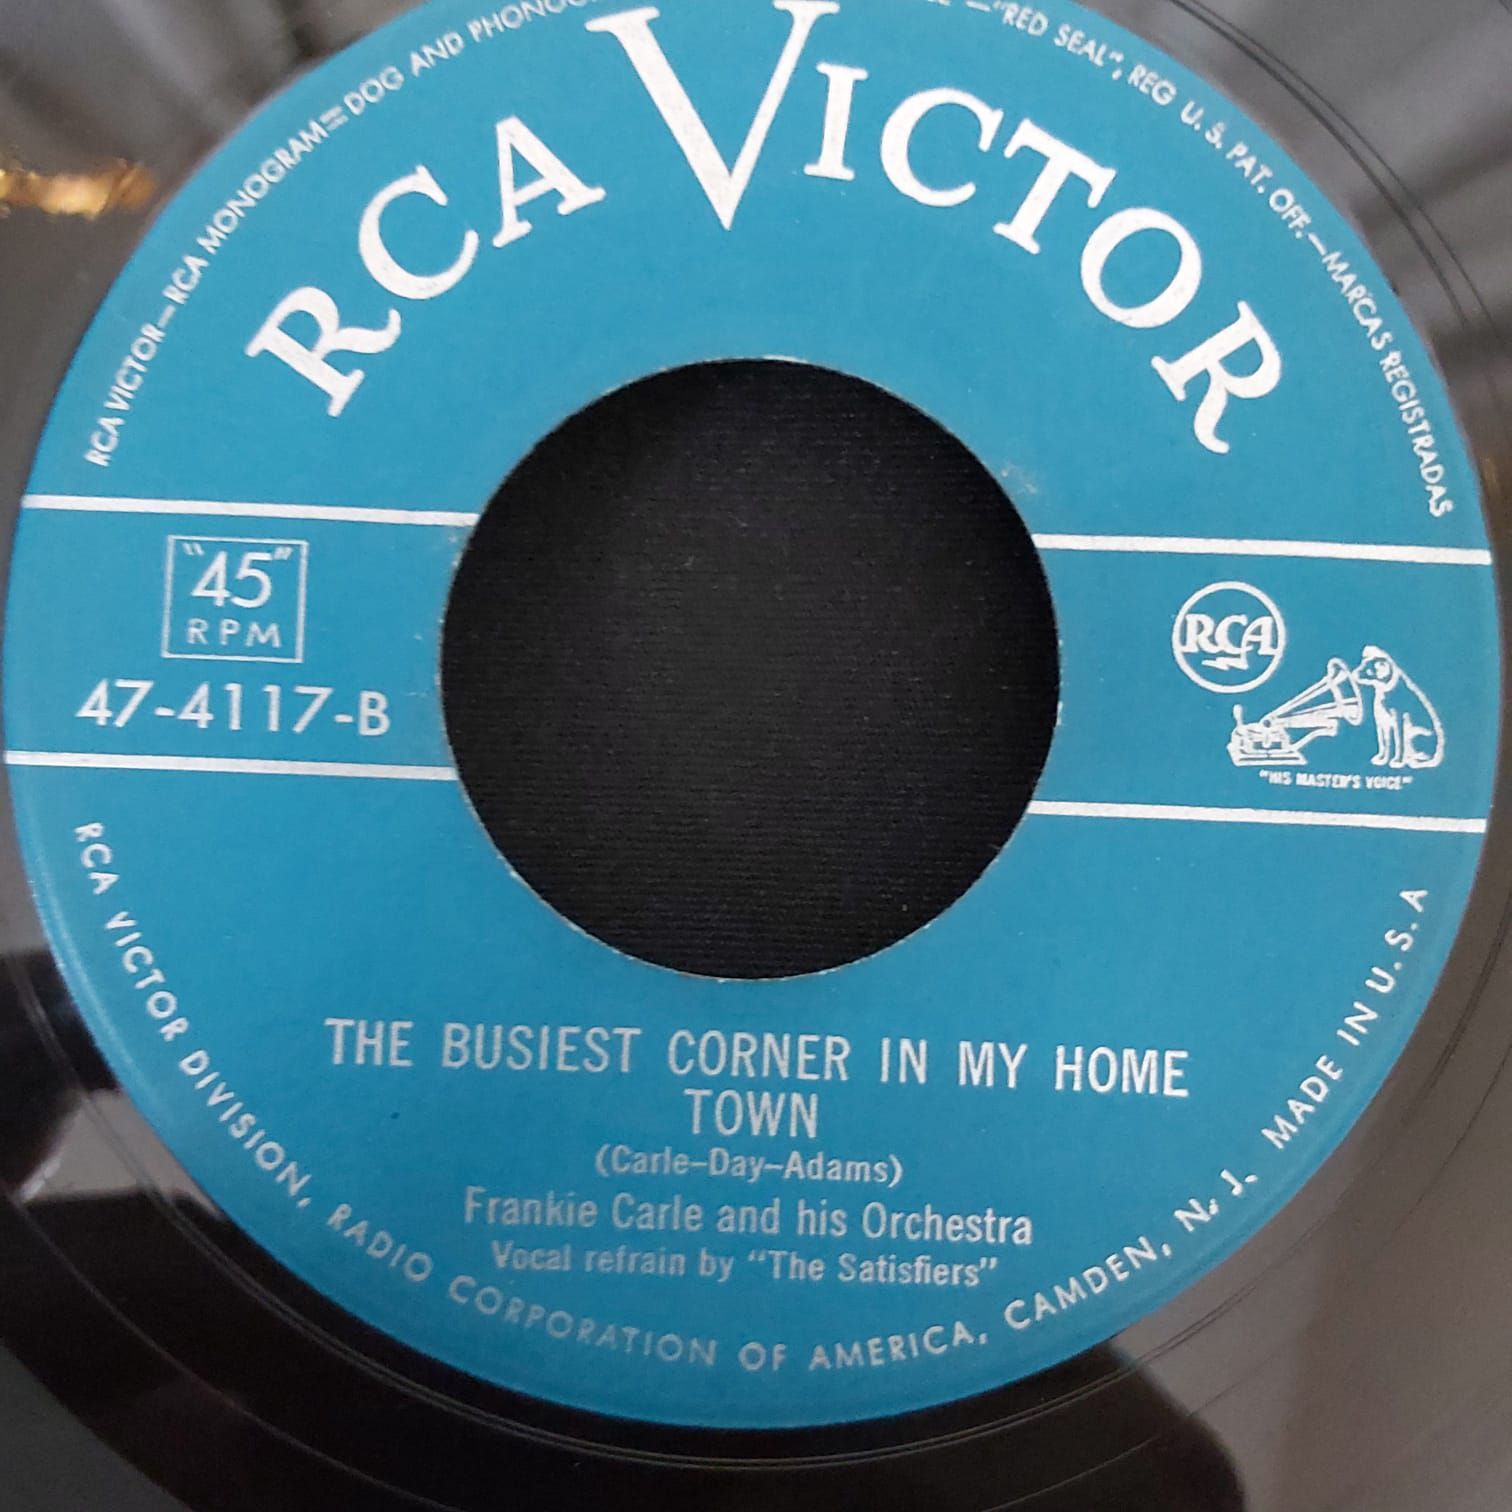 RCA VICTOR—RCA MONOGRAM—DOG AND —"RED SEAL", REG U. S. PAT. OFF.—MARCAS REGISTRADAS
RCA VICTOR
"45"
RPM
47-4117-B
RCA
"HIS MASTER'S VOICE"
THE BUSIEST CORNER IN MY HOME
TOWN
(Carle-Day-Adams)
Frankie Carle and his Orchestra
Vocal refrain by "The Satisfiers"
RCA VICTOR DIVISION, RADIO CORPORATION OF AMERICA, CAMDEN, N. J. MADE IN U. S. A